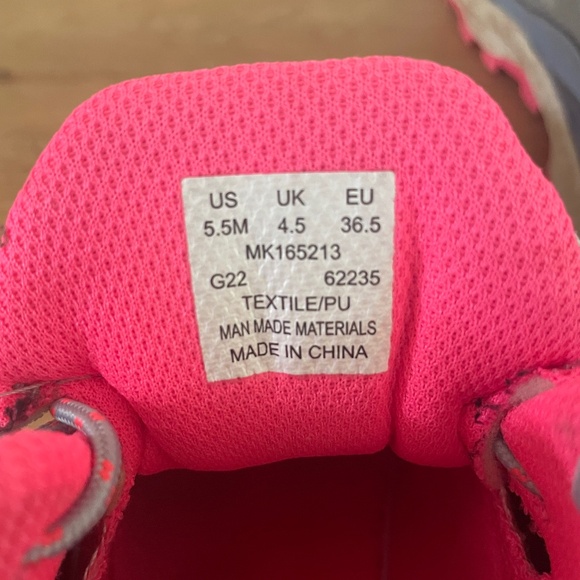 US UK EU
5.5M 4.5 36.5
MK165213
G22 62235
TEXTILE/PU
MAN MADE MATERIALS
MADE IN CHINA